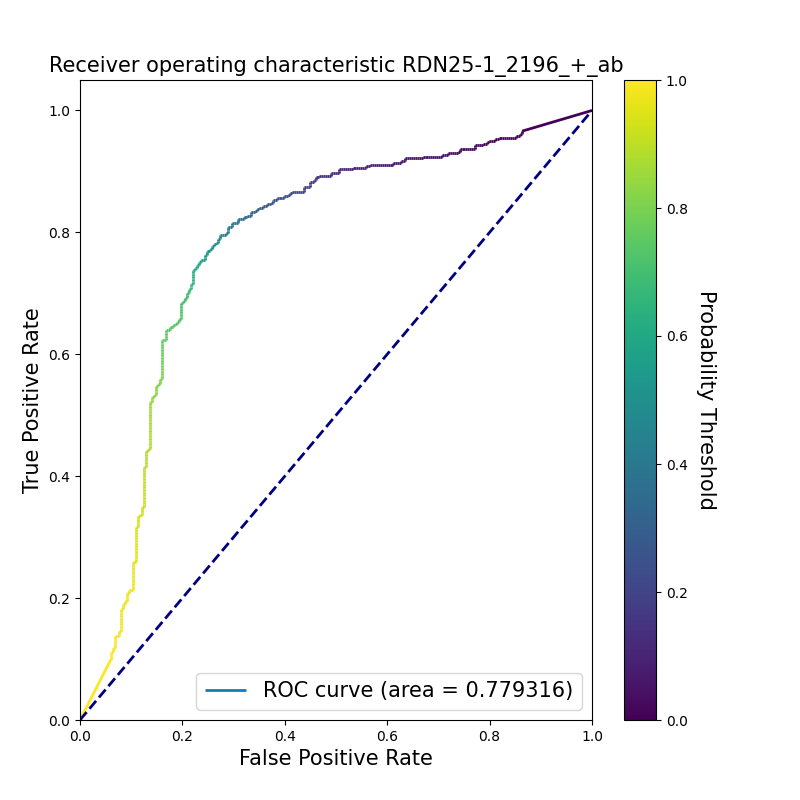 Receiver operating characteristic RDN25-1_2196_+_ab
1.0
0.8
0.6
0.4
0.2
0.0
True Positive Rate
0.0 0.2 0.4 0.6 0.8 1.0
False Positive Rate
ROC curve (area = 0.779316)
1.0
0.8
0.6
0.4
0.2
0.0
Probability Threshold